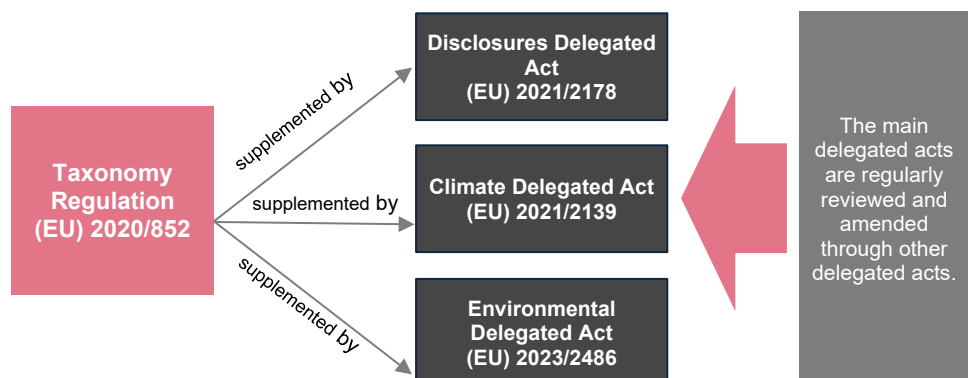 Taxonomy
Regulation
(EU) 2020/852
supplemented by
supplemented by
supplemented by
Disclosures Delegated
Act
(EU) 2021/2178
Climate Delegated Act
(EU) 2021/2139
Environmental
Delegated Act
(EU) 2023/2486
The main
delegated acts
are regularly
reviewed and
amended
through other
delegated acts.